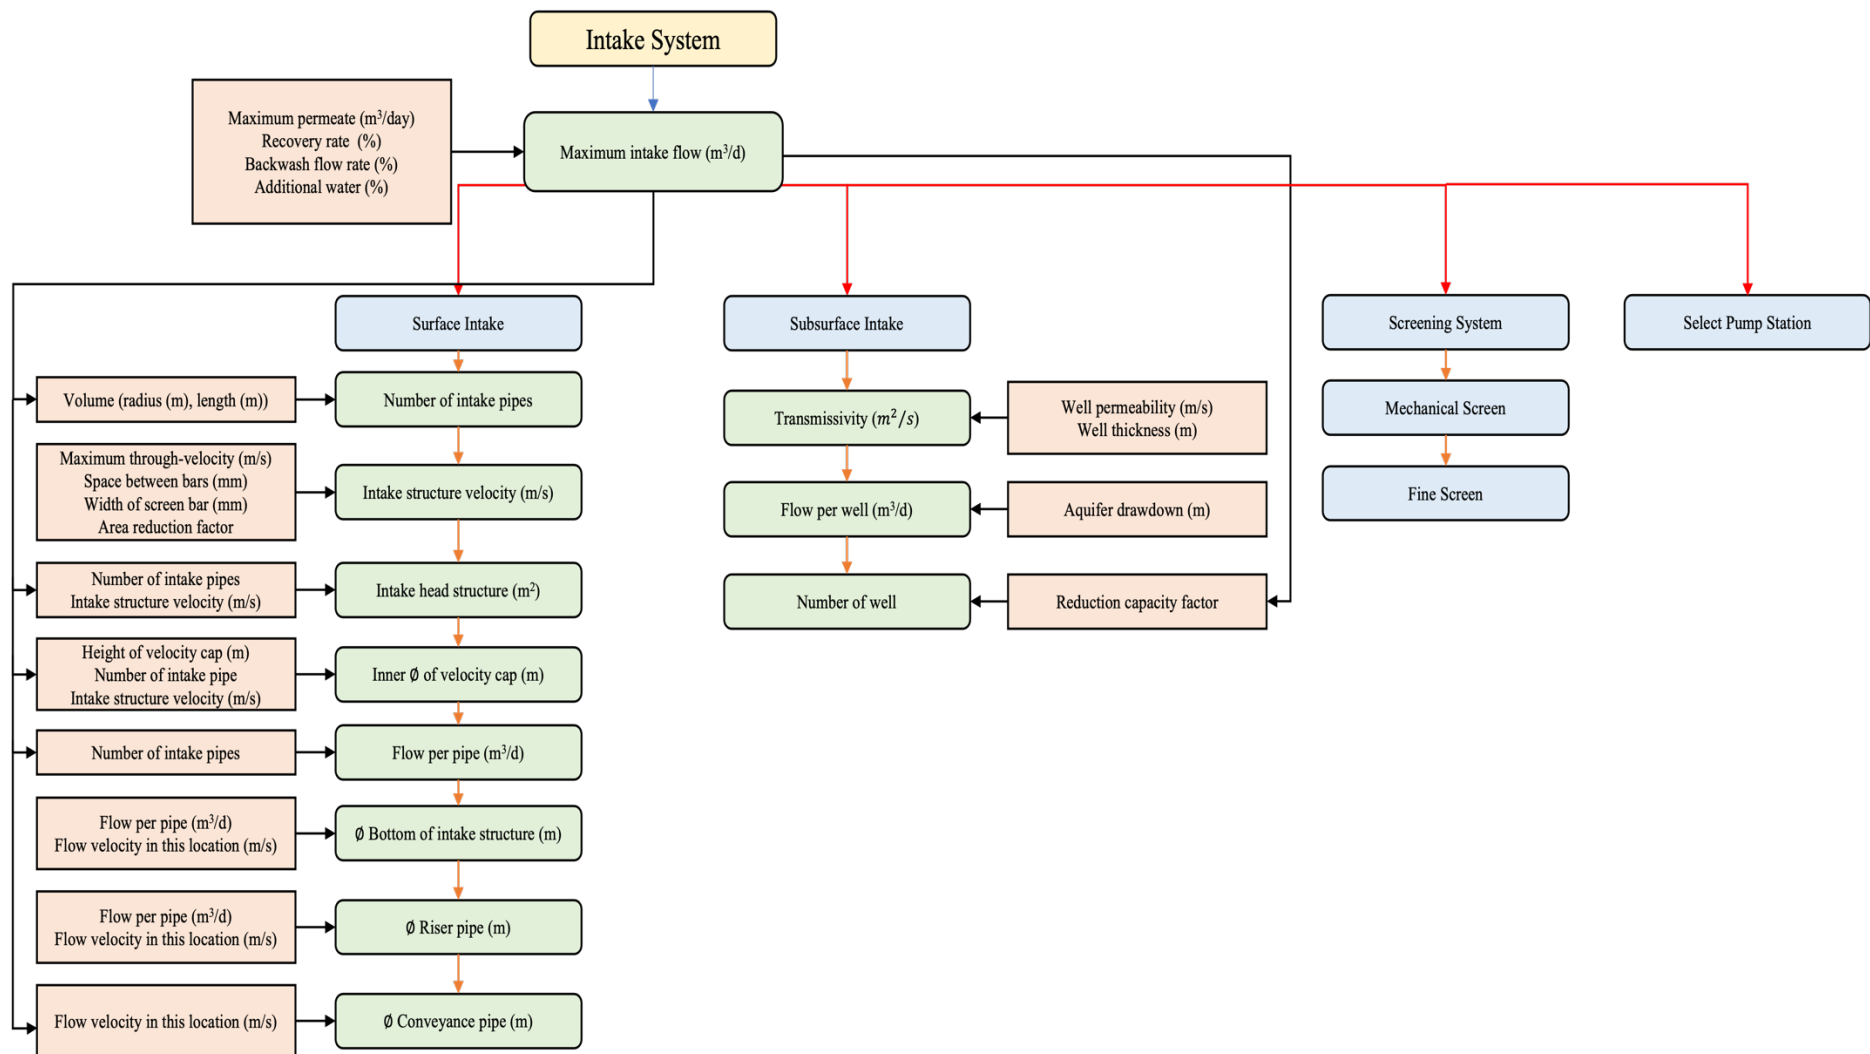 Intake System
Maximum permeate (m³/day)
Recovery rate (%)
Backwash flow rate (%)
Additional water (%)
Maximum intake flow (m³/d)
Surface Intake
Subsurface Intake
Screening System
Select Pump Station
Volume (radius (m), length (m))
Number of intake pipes
Maximum through-velocity (m/s)
Space between bars (mm)
Width of screen bar (mm)
Area reduction factor
Intake structure velocity (m/s)
Number of intake pipes
Intake structure velocity (m/s)
Intake head structure (m²)
Height of velocity cap (m)
Number of intake pipe
Intake structure velocity (m/s)
Inner Ø of velocity cap (m)
Number of intake pipes
Flow per pipe (m³/d)
Flow per pipe (m³/d)
Flow velocity in this location (m/s)
Ø Bottom of intake structure (m)
Flow per pipe (m³/d)
Flow velocity in this location (m/s)
Ø Riser pipe (m)
Flow velocity in this location (m/s)
Ø Conveyance pipe (m)
Transmissivity (m²/s)
Well permeability (m/s)
Well thickness (m)
Flow per well (m³/d)
Aquifer drawdown (m)
Number of well
Reduction capacity factor
Mechanical Screen
Fine Screen